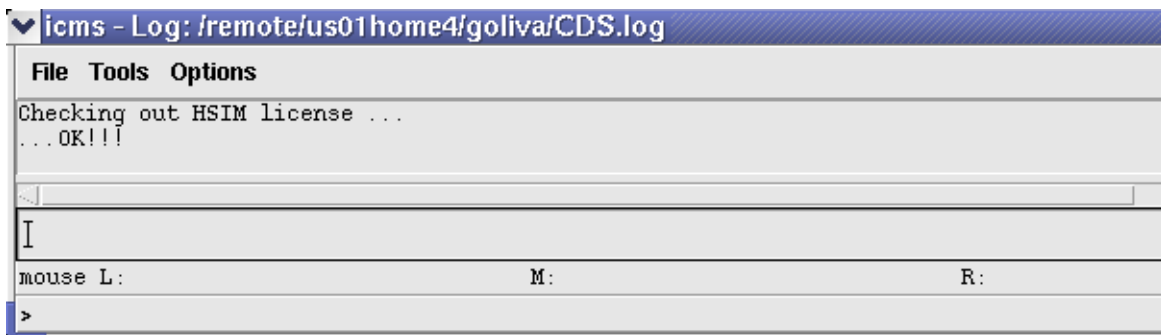 icms - Log: /remote/us01home4/goliva/CDS.log
File Tools Options
Checking out HSIM license ...
...OK!!!
mouse L: M: R:
>